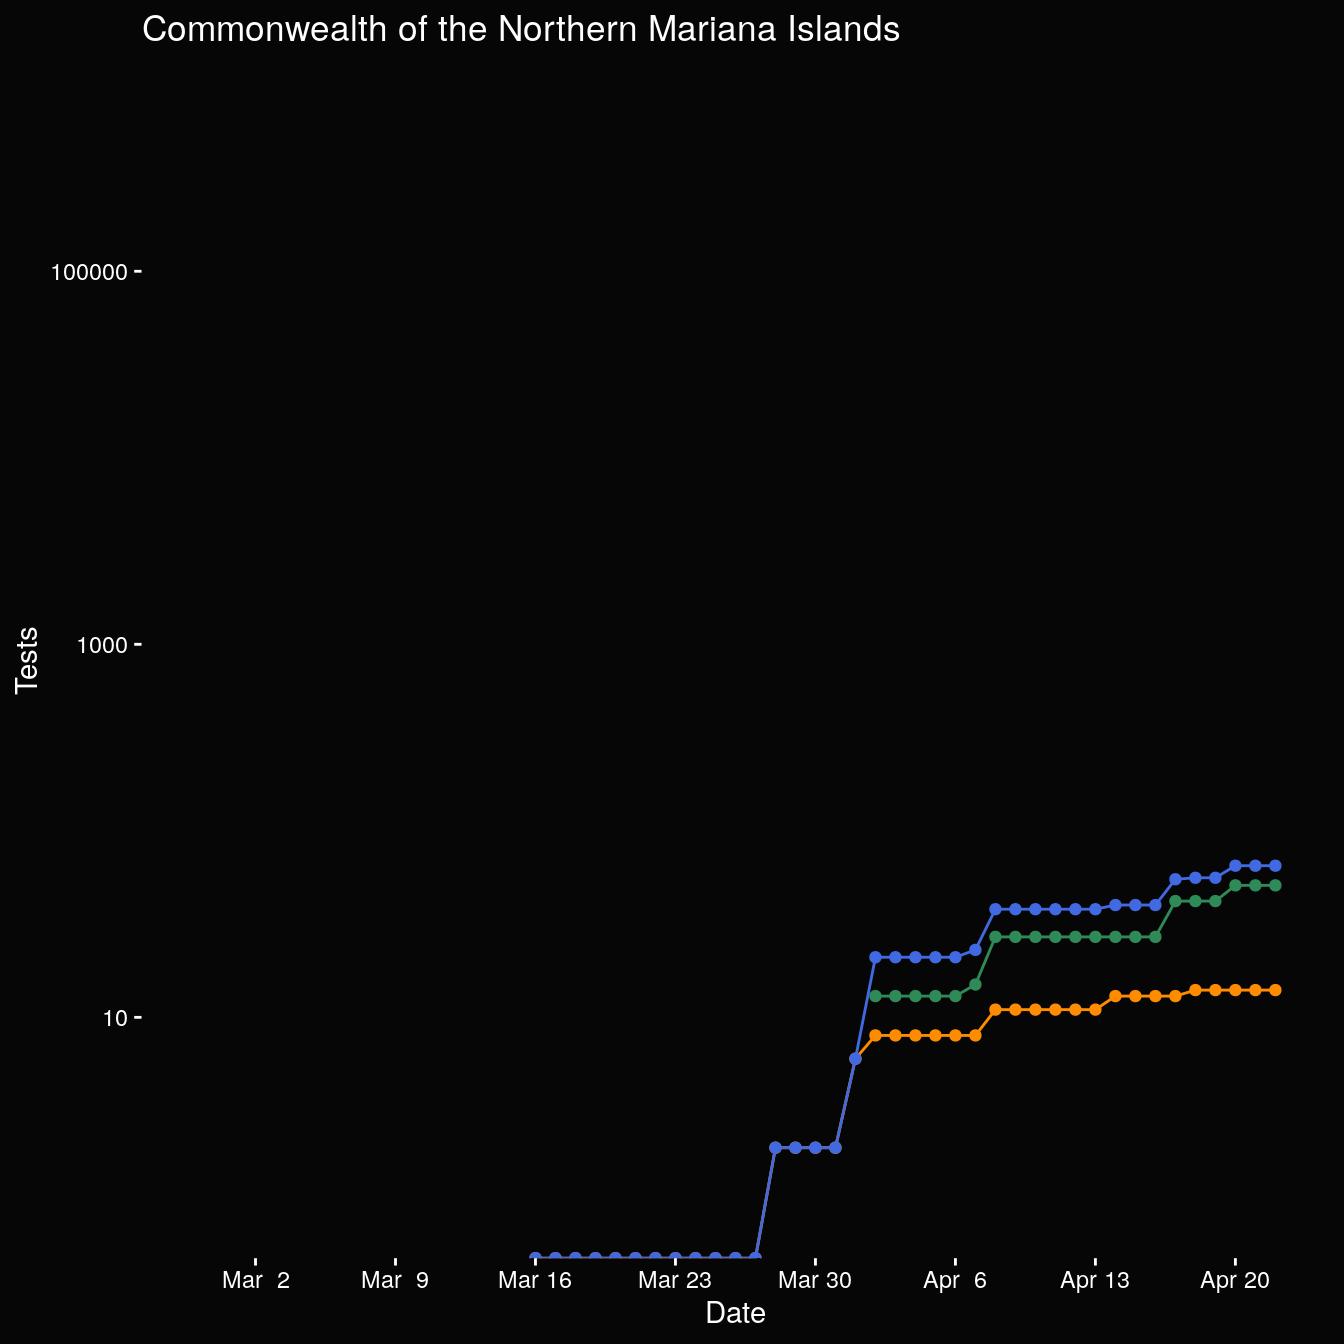 Commonwealth of the Northern Mariana Islands
100000
1000
10
Tests
Mar 2 Mar 9 Mar 16 Mar 23 Mar 30 Apr 6 Apr 13 Apr 20
Date